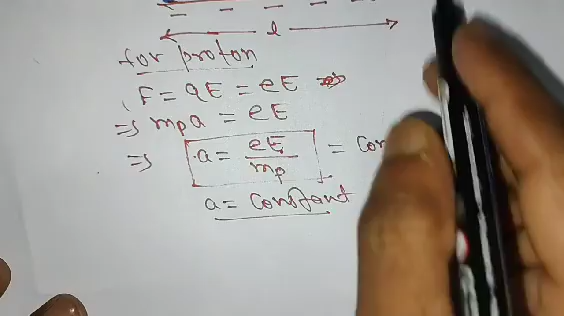 l
for proton
F = qE = eE
⇒ mpa = eE
⇒ a = eE/mp =
a = constant